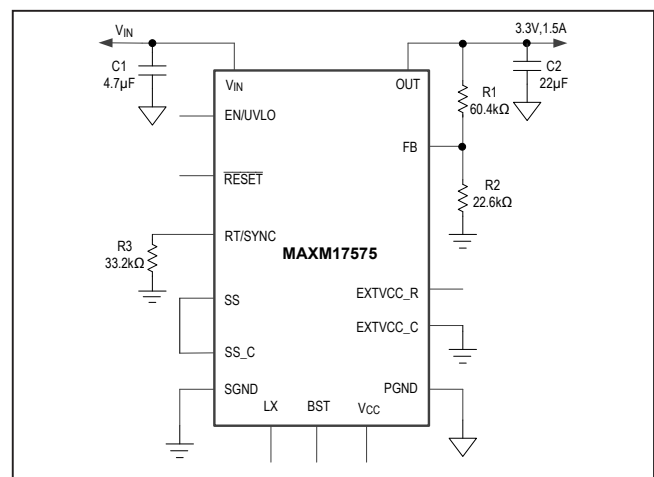 VIN
3.3V,1.5A
C1
4.7µF
C2
22µF
VIN
OUT
R1
60.4kΩ
EN/UVLO
FB
RESET
R2
22.6kΩ
RT/SYNC
MAXM17575
R3
33.2kΩ
SS
EXTVCC_R
EXTVCC_C
SS_C
SGND
PGND
LX
BST
VCC